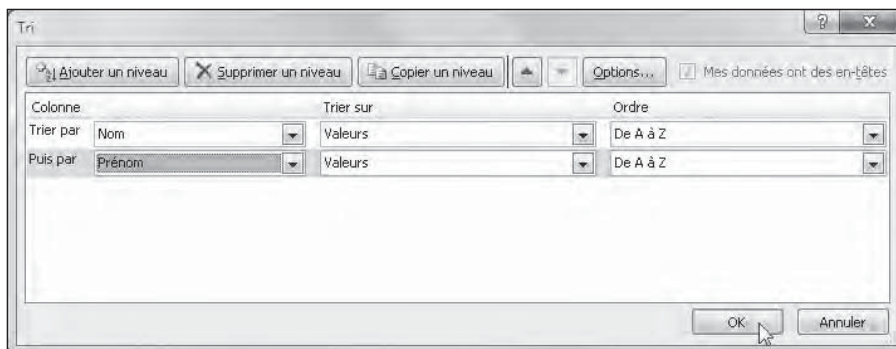 Tri
Ajouter un niveau Supprimer un niveau Copier un niveau Options... Mes données ont des en-têtes
Colonne Trier sur Ordre
Trier par Nom Valeurs De A à Z
Puis par Prénom Valeurs De A à Z
OK Annuler